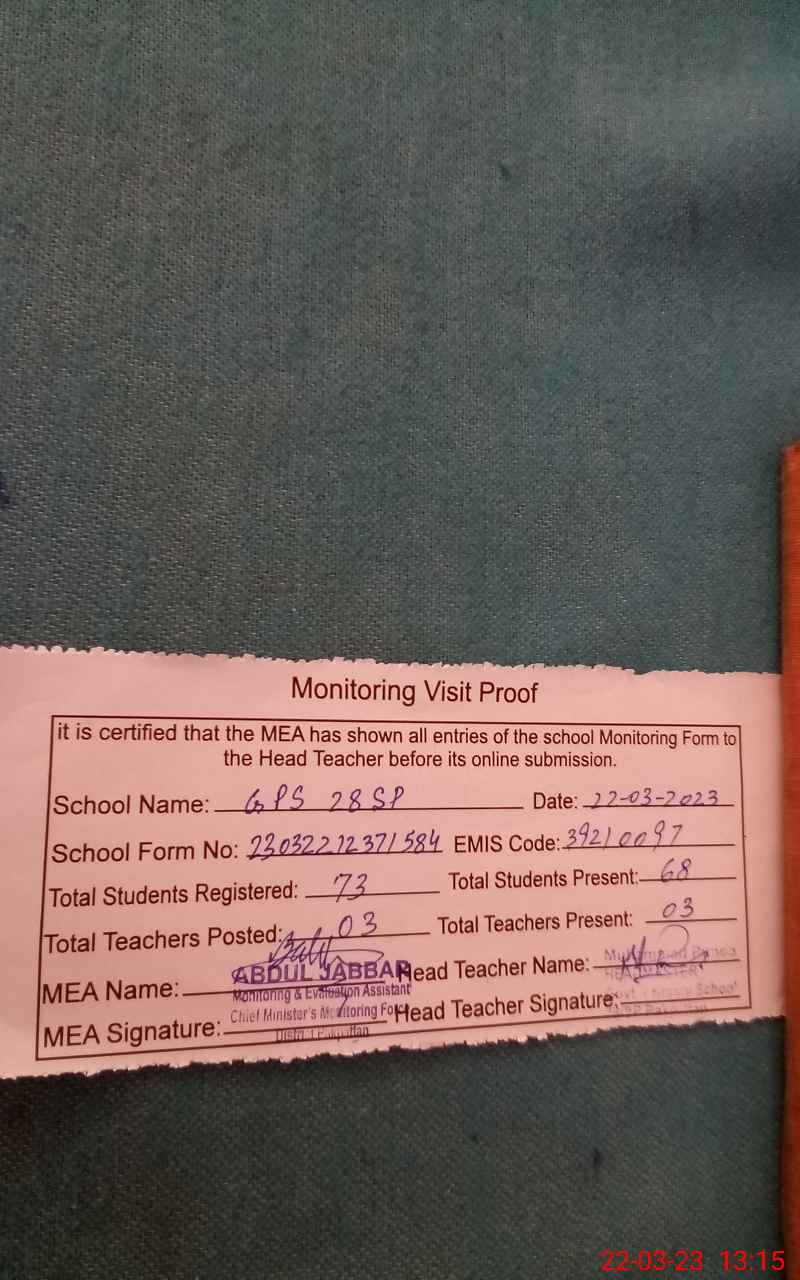 Monitoring Visit Proof
it is certified that the MEA has shown all entries of the school Monitoring Form to
the Head Teacher before its online submission.
School Name: GPS 28 SP Date: 22-03-2023
School Form No: 23032212371584 EMIS Code: 39210097
Total Students Registered: 73 Total Students Present: 68
Total Teachers Posted: 03 Total Teachers Present: 03
MEA Name: ABDUL JABBAR Head Teacher Name:
Monitoring & Evaluation Assistant
MEA Signature: Chief Minister's Monitoring Force Head Teacher Signature:
22-03-23 13:15